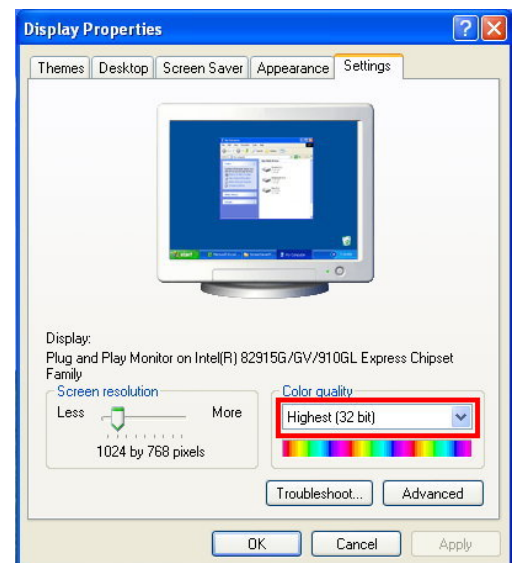 Display Properties
Themes Desktop Screen Saver Appearance Settings
Display:
Plug and Play Monitor on Intel(R) 82915G/GV/910GL Express Chipset
Family
Screen resolution
Less More
1024 by 768 pixels
Color quality
Highest (32 bit)
Troubleshoot... Advanced
OK Cancel Apply